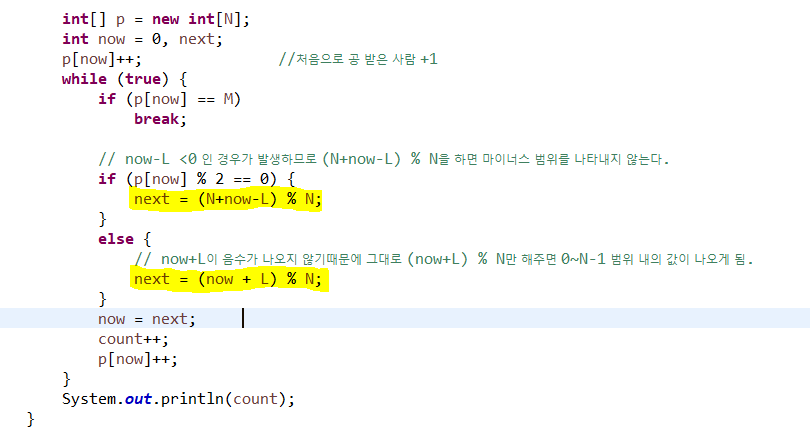 int[] p = new int[N];
int now = 0, next;
p[now]++; //처음으로 공 받은 사람 +1
while (true) {
if (p[now] == M)
break;
// now-L <0 인 경우가 발생하므로 (N+now-L) % N을 하면 마이너스 범위를 나타내지 않는다.
if (p[now] % 2 == 0) {
next = (N+now-L) % N;
}
else {
// now+L이 음수가 나오지 않기때문에 그대로 (now+L) % N만 해주면 0~N-1 범위 내의 값이 나오게 됨.
next = (now + L) % N;
}
now = next;
count++;
p[now]++;
}
System.out.println(count);
}